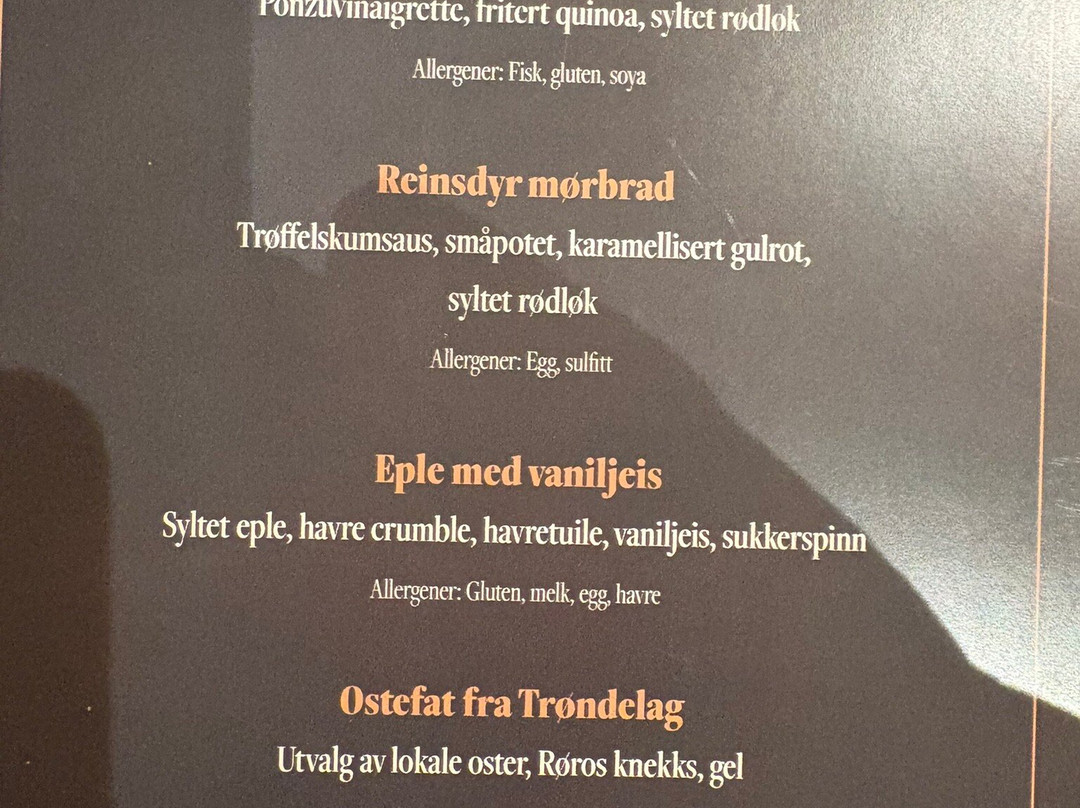 Ponzuvinaigrette, fritert quinoa, syltet rødløk
Allergener: Fisk, gluten, soya
Reinsdyr mørbrad
Trøffelskumsaus, småpotet, karamellisert gulrot,
syltet rødløk
Allergener: Egg, sulfitt
Eple med vaniljeis
Syltet eple, havre crumble, havretuile, vaniljeis, sukkerspinn
Allergener: Gluten, melk, egg, havre
Ostefat fra Trøndelag
Utvalg av lokale oster, Røros knekks, gel